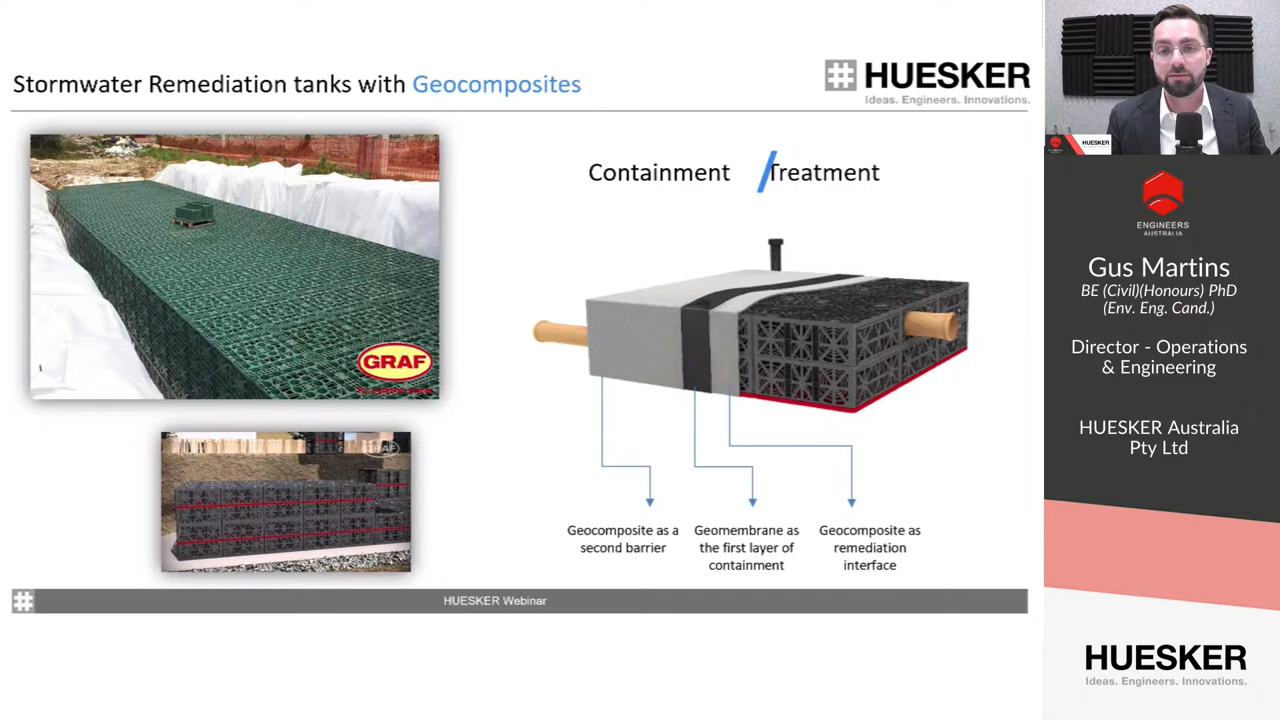 Stormwater Remediation tanks with Geocomposites
HUESKER
Ideas. Engineers. Innovations.
GRAF
Containment / Treatment
GRAF
Geocomposite as a
second barrier
Geomembrane as
the first layer of
containment
Geocomposite as
remediation
interface
HUESKER Webinar
HUESKER
ENGINEERS
AUSTRALIA
Gus Martins
BE (Civil)(Honours) PhD
(Env. Eng. Cand.)
Director - Operations
& Engineering
HUESKER Australia
Pty Ltd
HUESKER
Ideas. Engineers. Innovations.